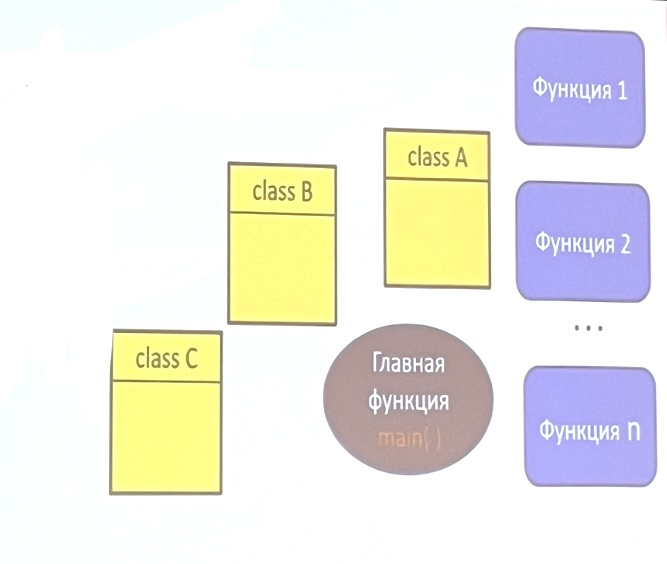 Функция 1
class A
class B
Функция 2
...
class C
Главная
функция
main( )
Функция n